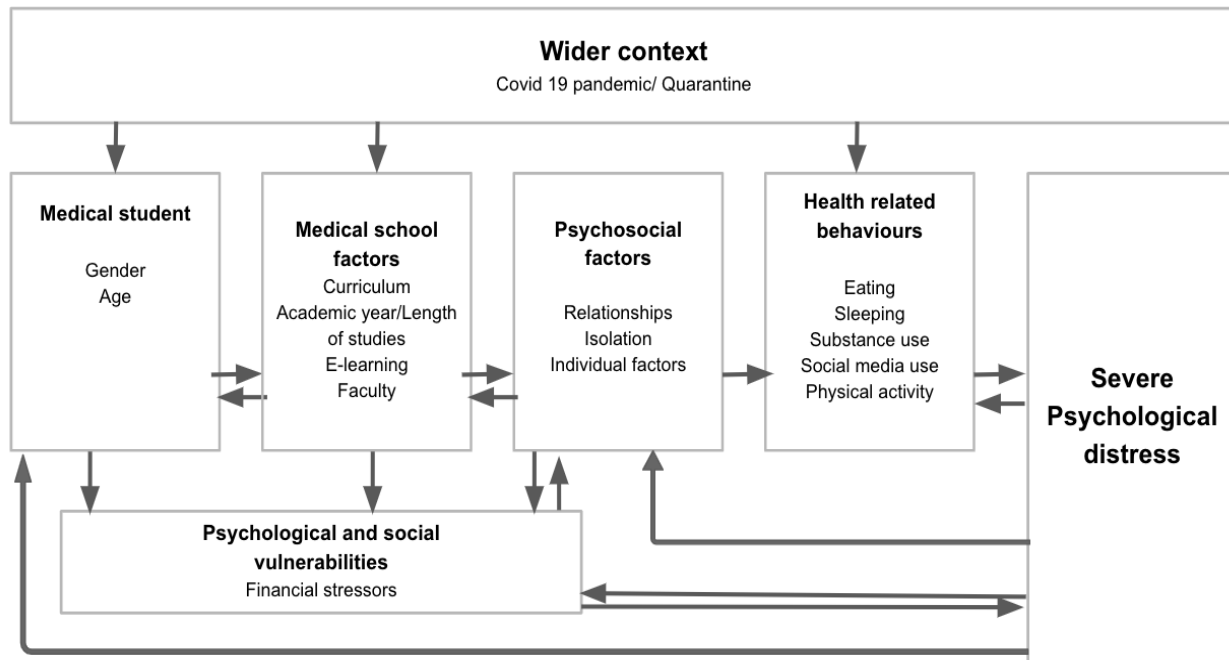 Wider context
Covid 19 pandemic/ Quarantine
Medical student
Gender
Age
Medical school
factors
Curriculum
Academic year/Length
of studies
E-learning
Faculty
Psychosocial
factors
Relationships
Isolation
Individual factors
Health related
behaviours
Eating
Sleeping
Substance use
Social media use
Physical activity
Severe
Psychological
distress
Psychological and social
vulnerabilities
Financial stressors